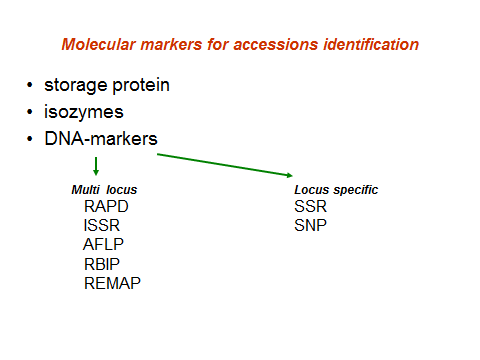 Molecular markers for accessions identification
• storage protein
• isozymes
• DNA-markers
Multi locus
RAPD
ISSR
AFLP
RBIP
REMAP
Locus specific
SSR
SNP